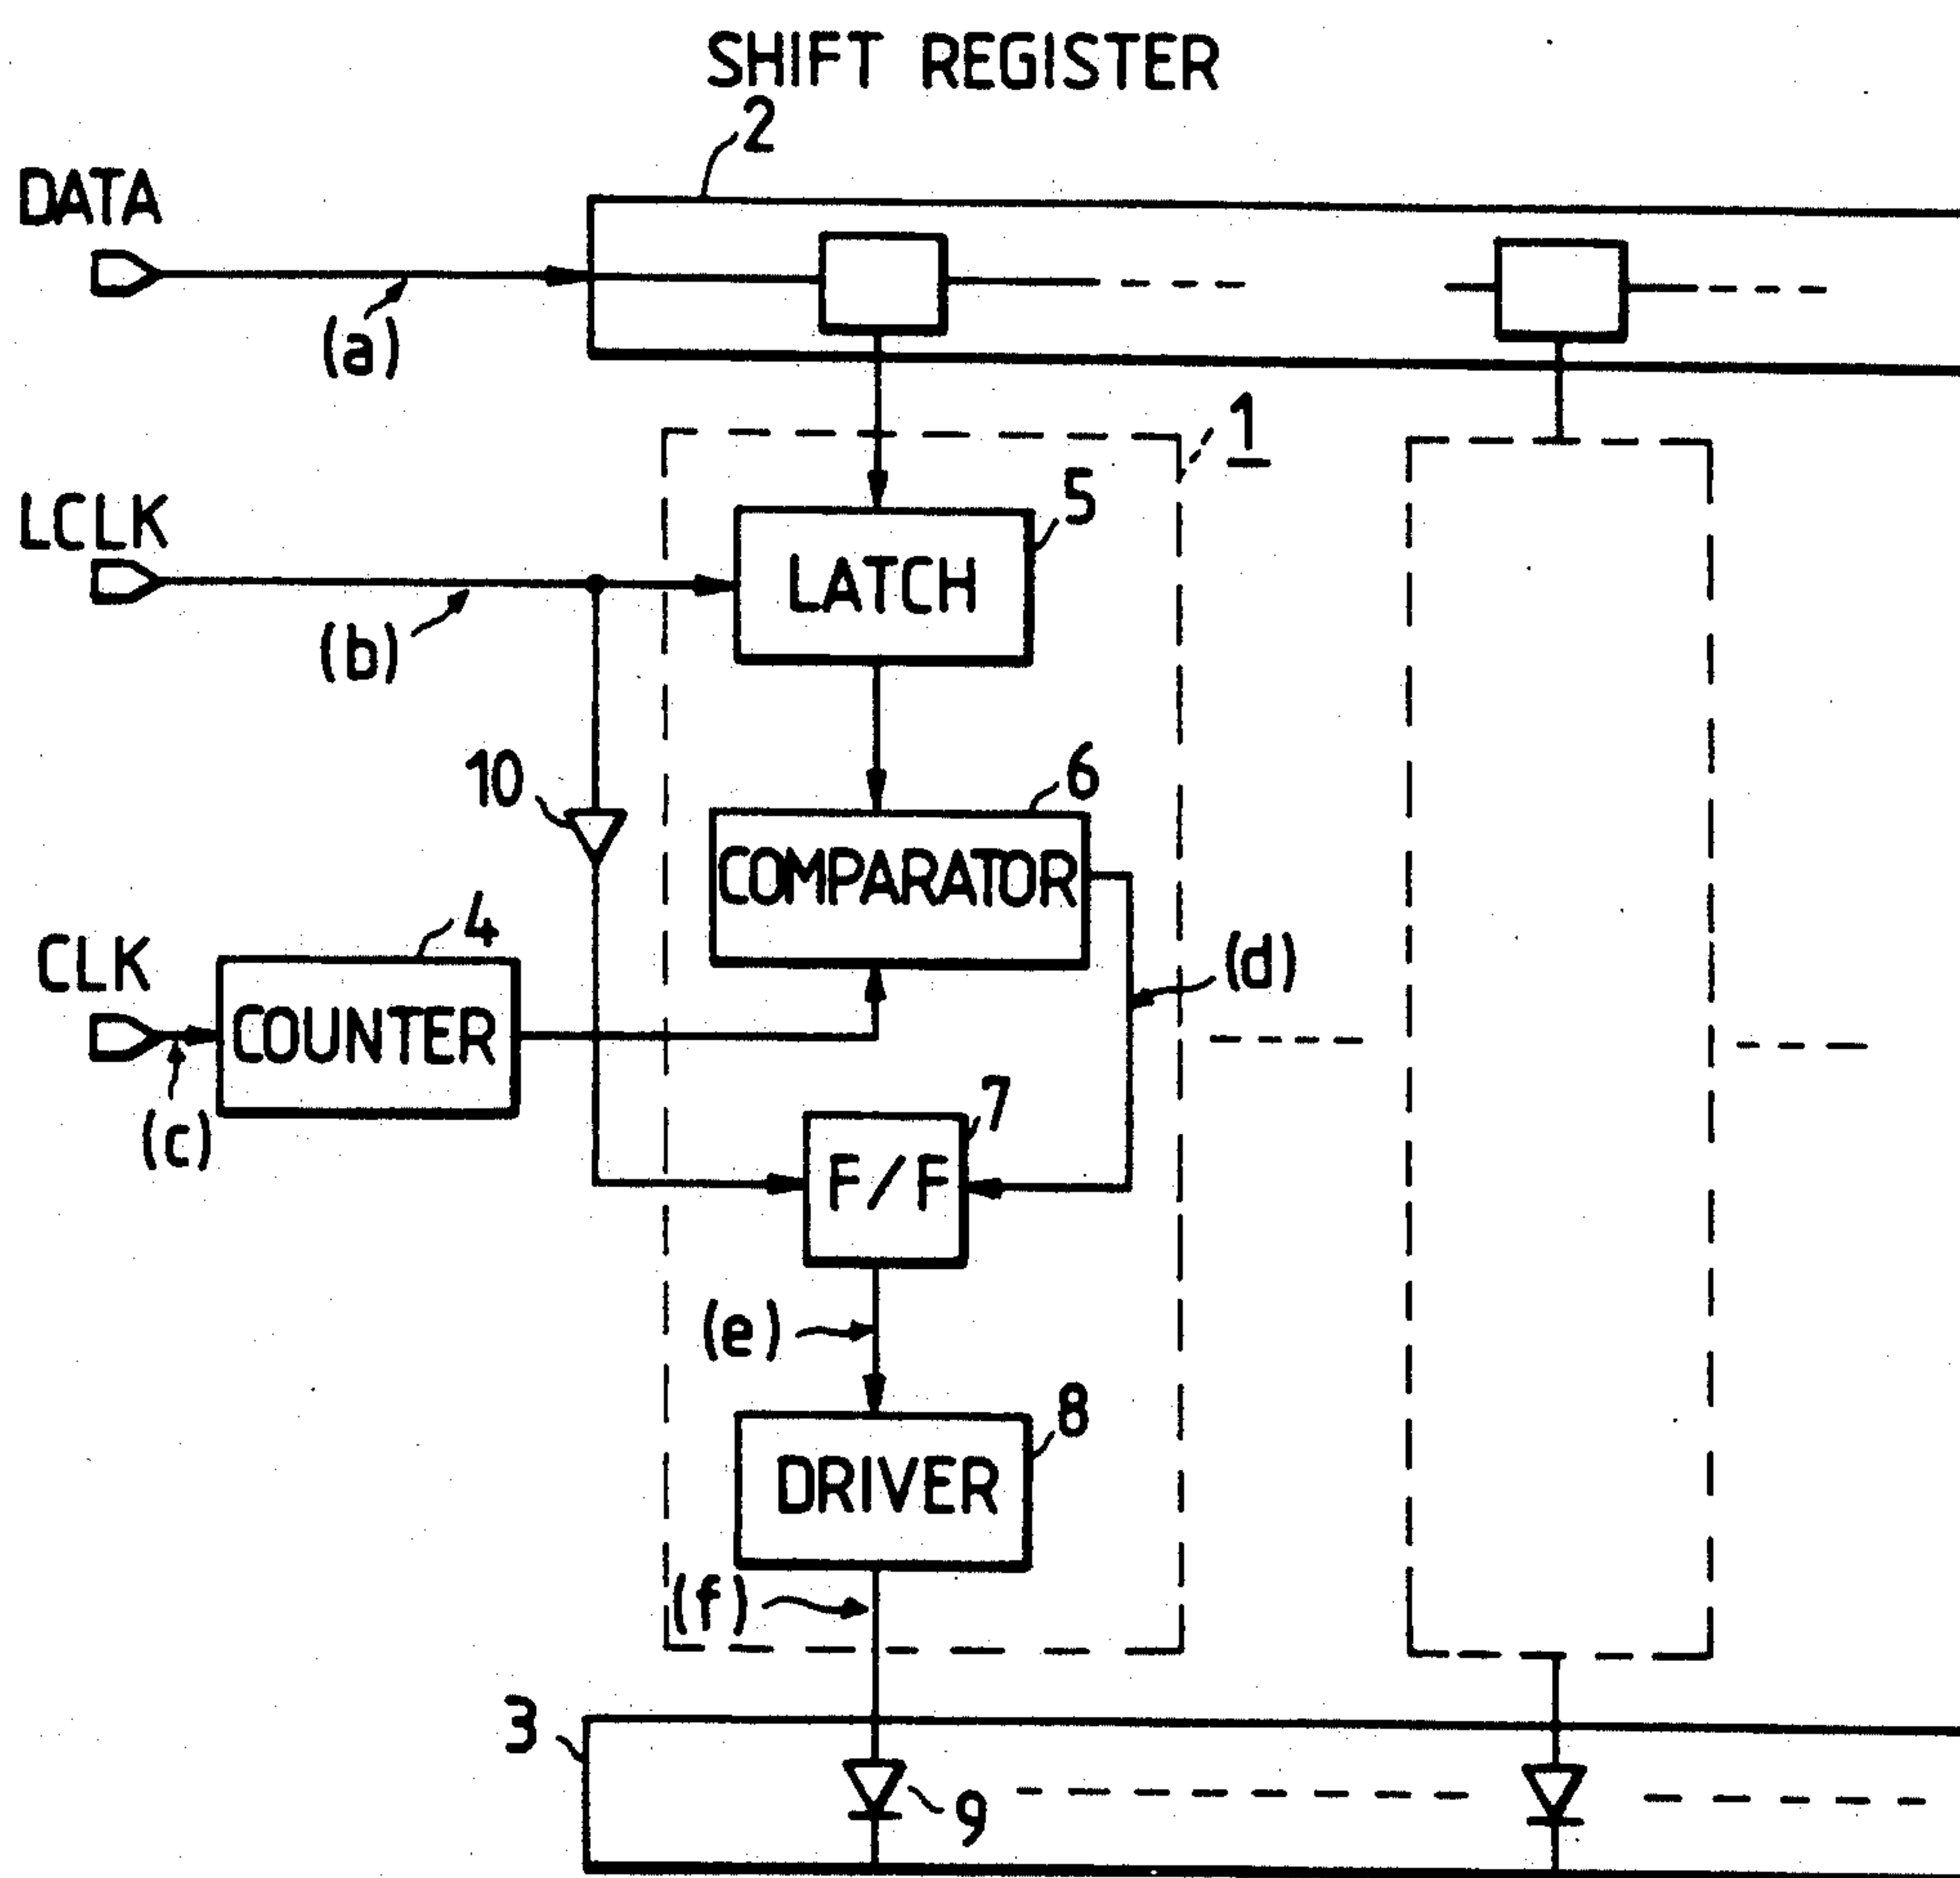 SHIFT REGISTER
2
DATA
(a)
1
LCLK
5
LATCH
(b)
10
6
COMPARATOR
4
CLK
(d)
COUNTER
7
(c)
F/F
(e)
8
DRIVER
(f)
3
9